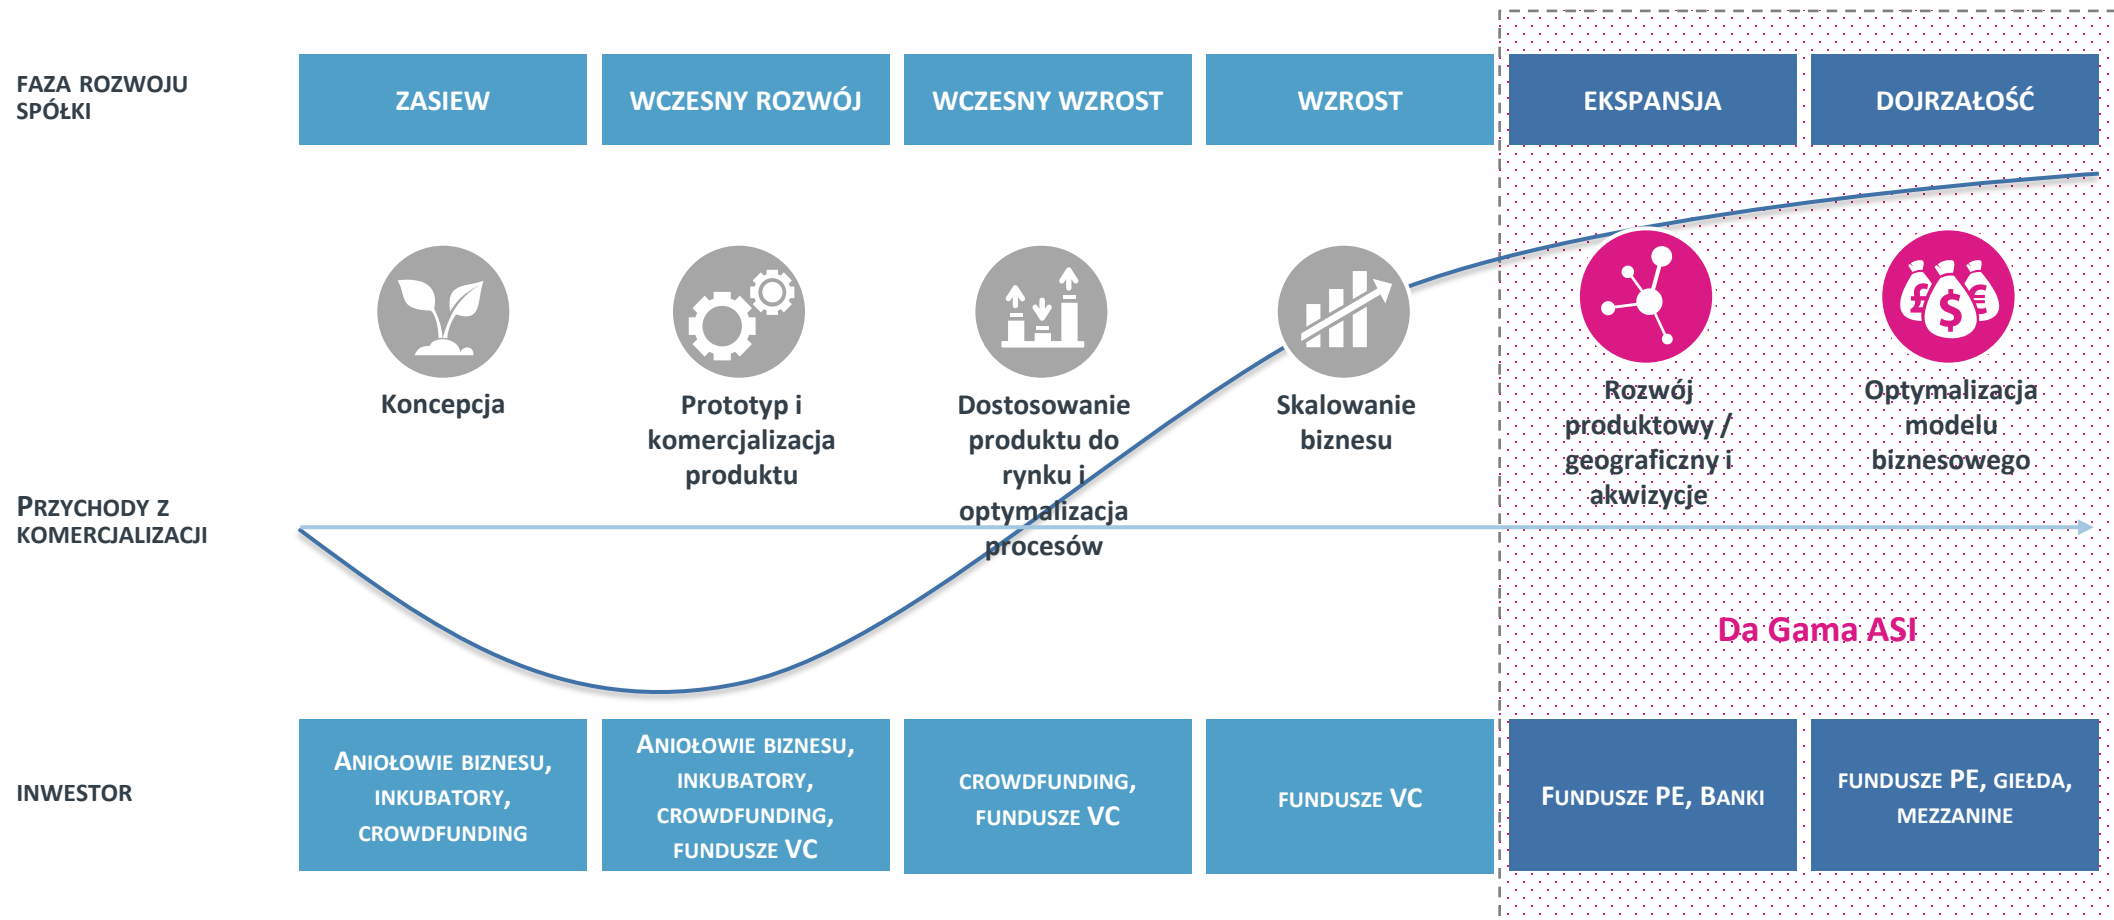 FAZA ROZWOJU
SPÓŁKI
ZASIEW
WCZESNY ROZWÓJ
WCZESNY WZROST
WZROST
EKSPANSJA
DOJRZAŁOŚĆ
Koncepcja
Prototyp i
komercjalizacja
produktu
Dostosowanie
produktu do
rynku i
optymalizacja
procesów
Skalowanie
biznesu
Rozwój
produktowy /
geograficzny i
akwizycje
Optymalizacja
modelu
biznesowego
£
$
€
PRZYCHODY Z
KOMERCJALIZACJI
Da Gama ASI
INWESTOR
ANIOŁOWIE BIZNESU,
INKUBATORY,
CROWDFUNDING
ANIOŁOWIE BIZNESU,
INKUBATORY,
CROWDFUNDING,
FUNDUSZE VC
CROWDFUNDING,
FUNDUSZE VC
FUNDUSZE VC
FUNDUSZE PE, BANKI
FUNDUSZE PE, GIEŁDA,
MEZZANINE